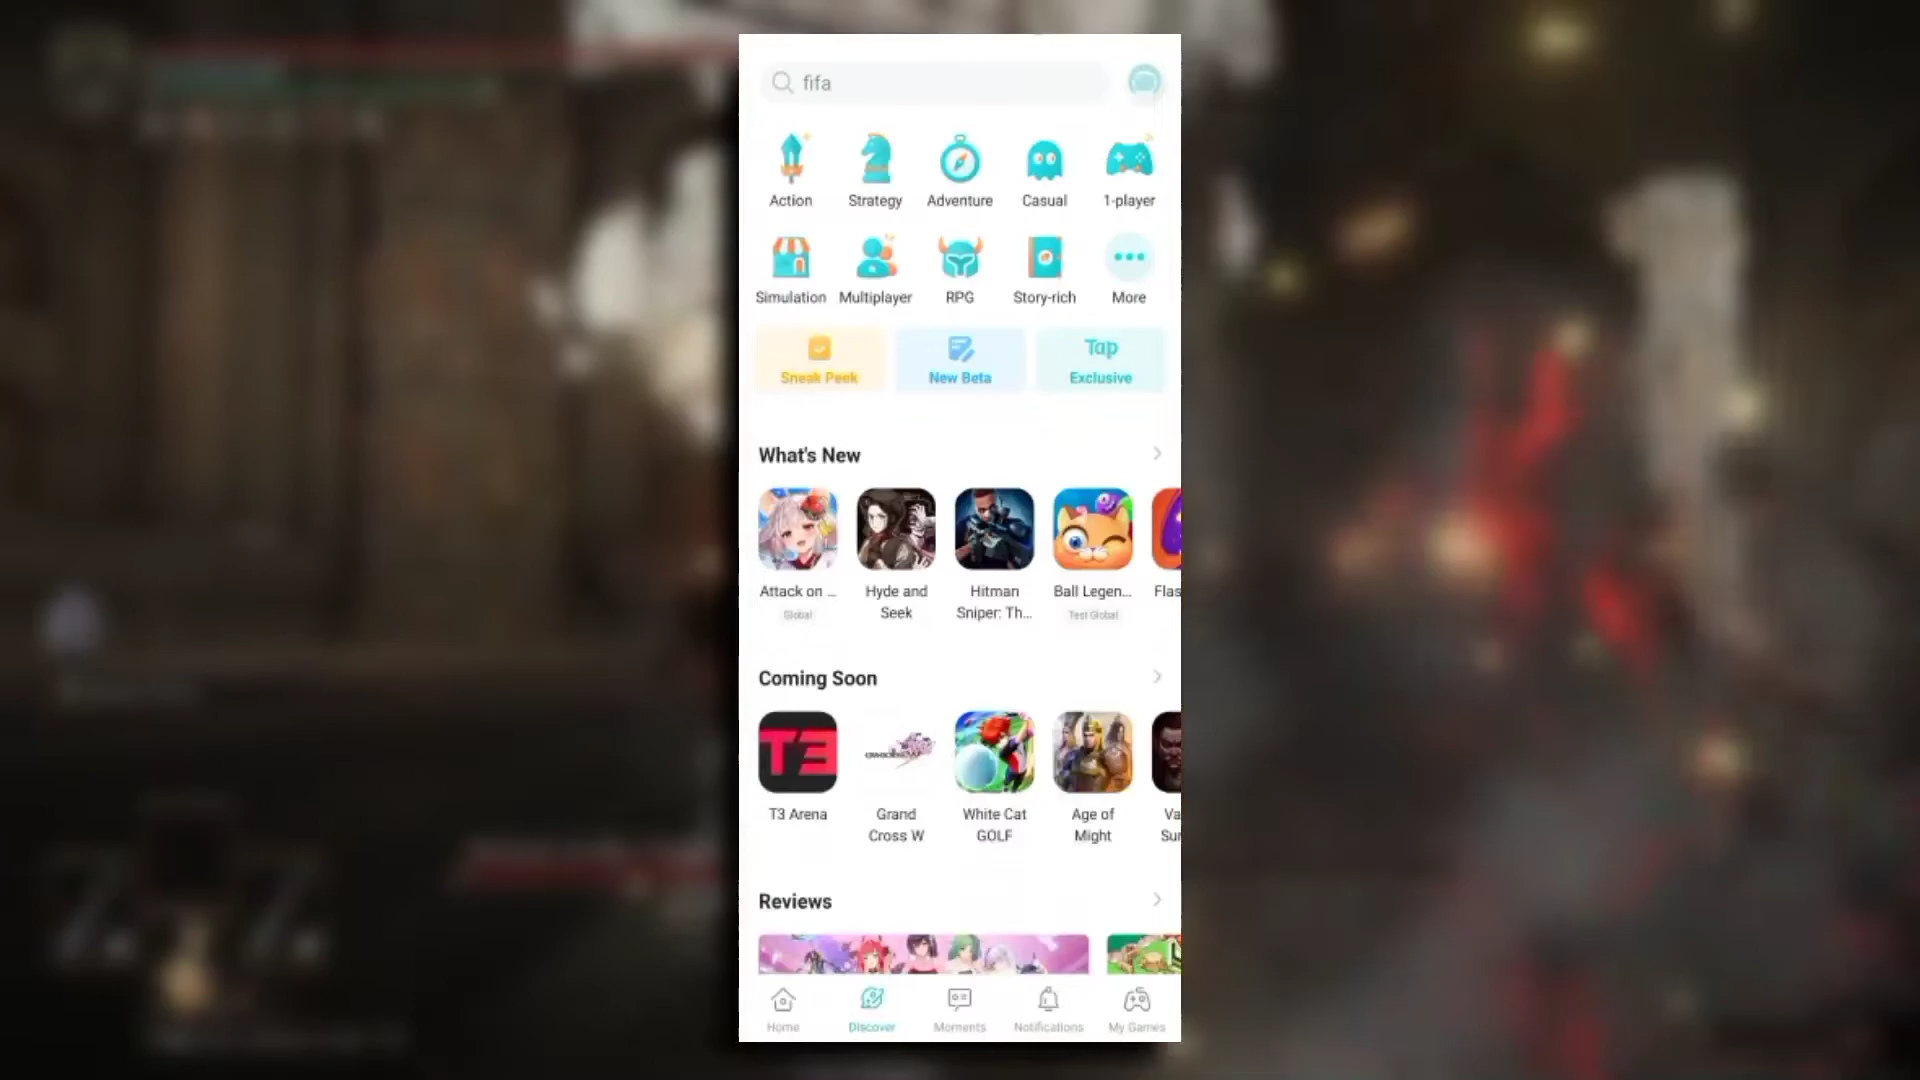 fifa
Action Strategy Adventure Casual 1-player
Simulation Multiplayer RPG Story-rich More
Tap
Sneak Peek New Beta Exclusive
What's New
Attack on ... Hyde and Hitman Ball Legen... Flas
Seek Sniper: Th...
Global Test Global
Coming Soon
T3
T3 Arena Grand White Cat Age of Va
Cross W GOLF Might Sur
Reviews
Home Discover Moments Notifications My Games